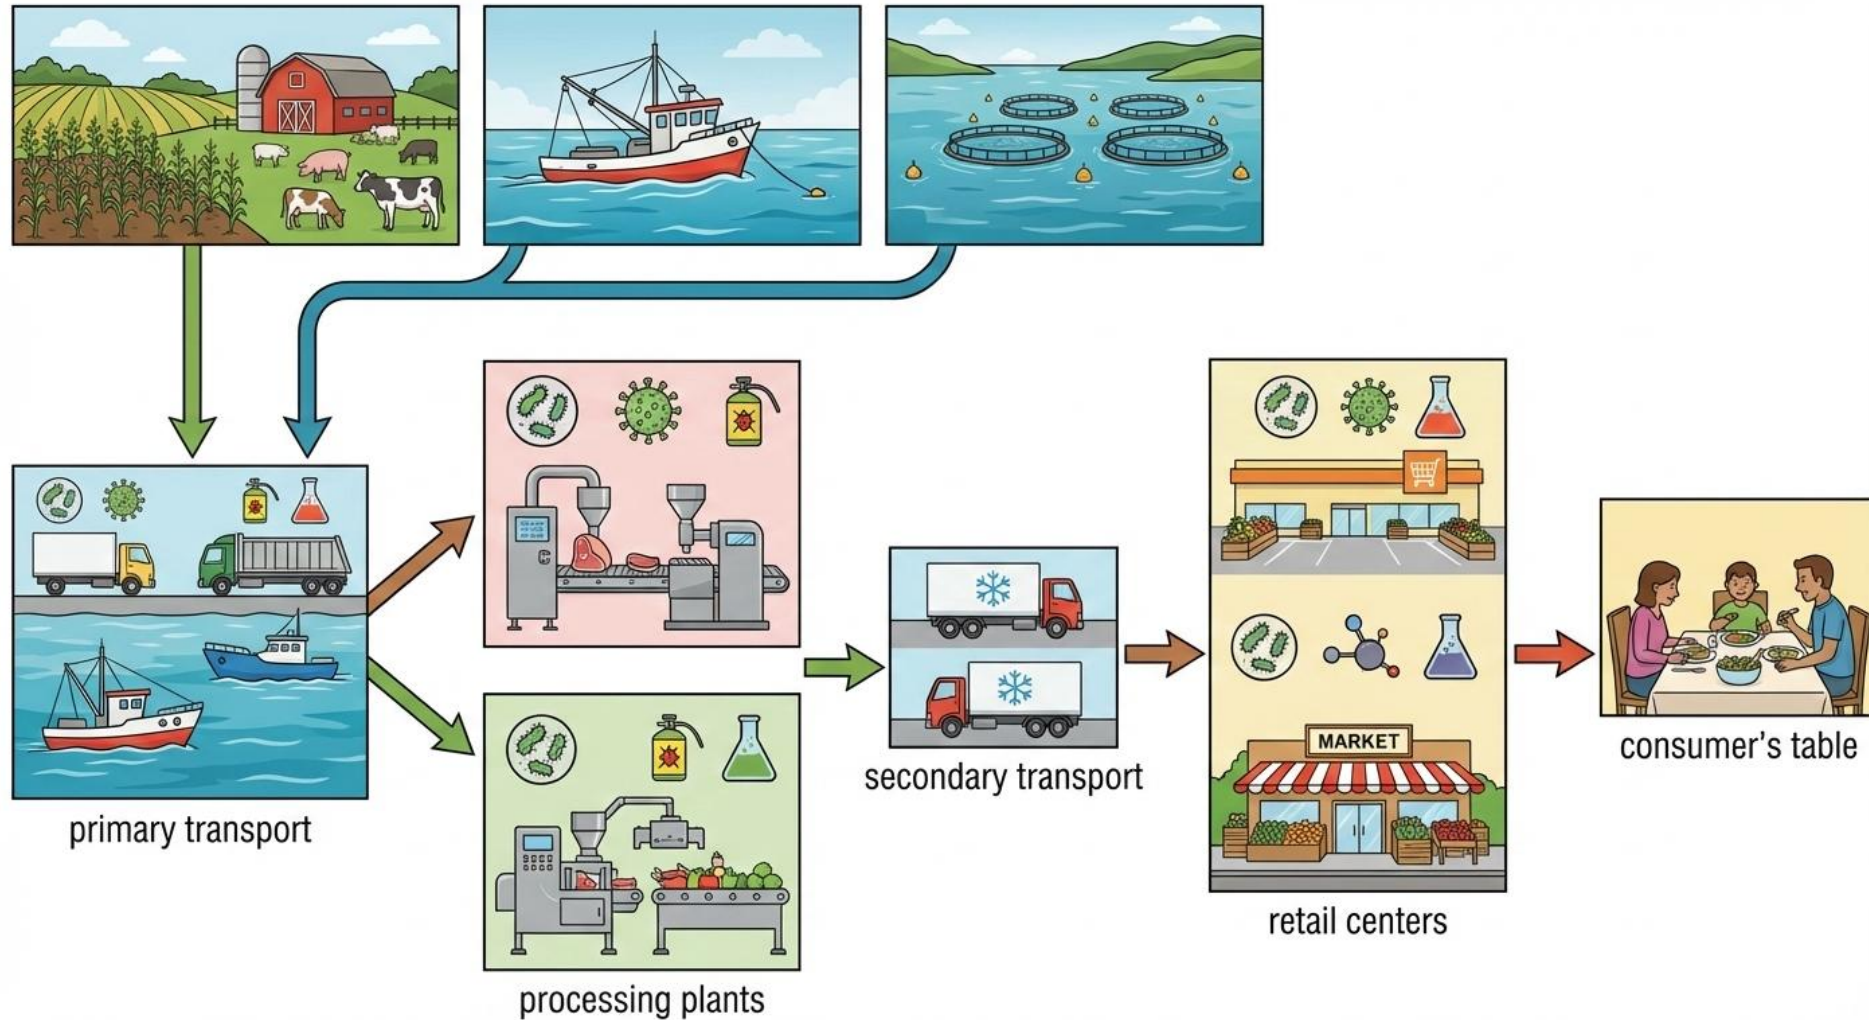 primary transport
processing plants
secondary transport
MARKET
retail centers
consumer's table